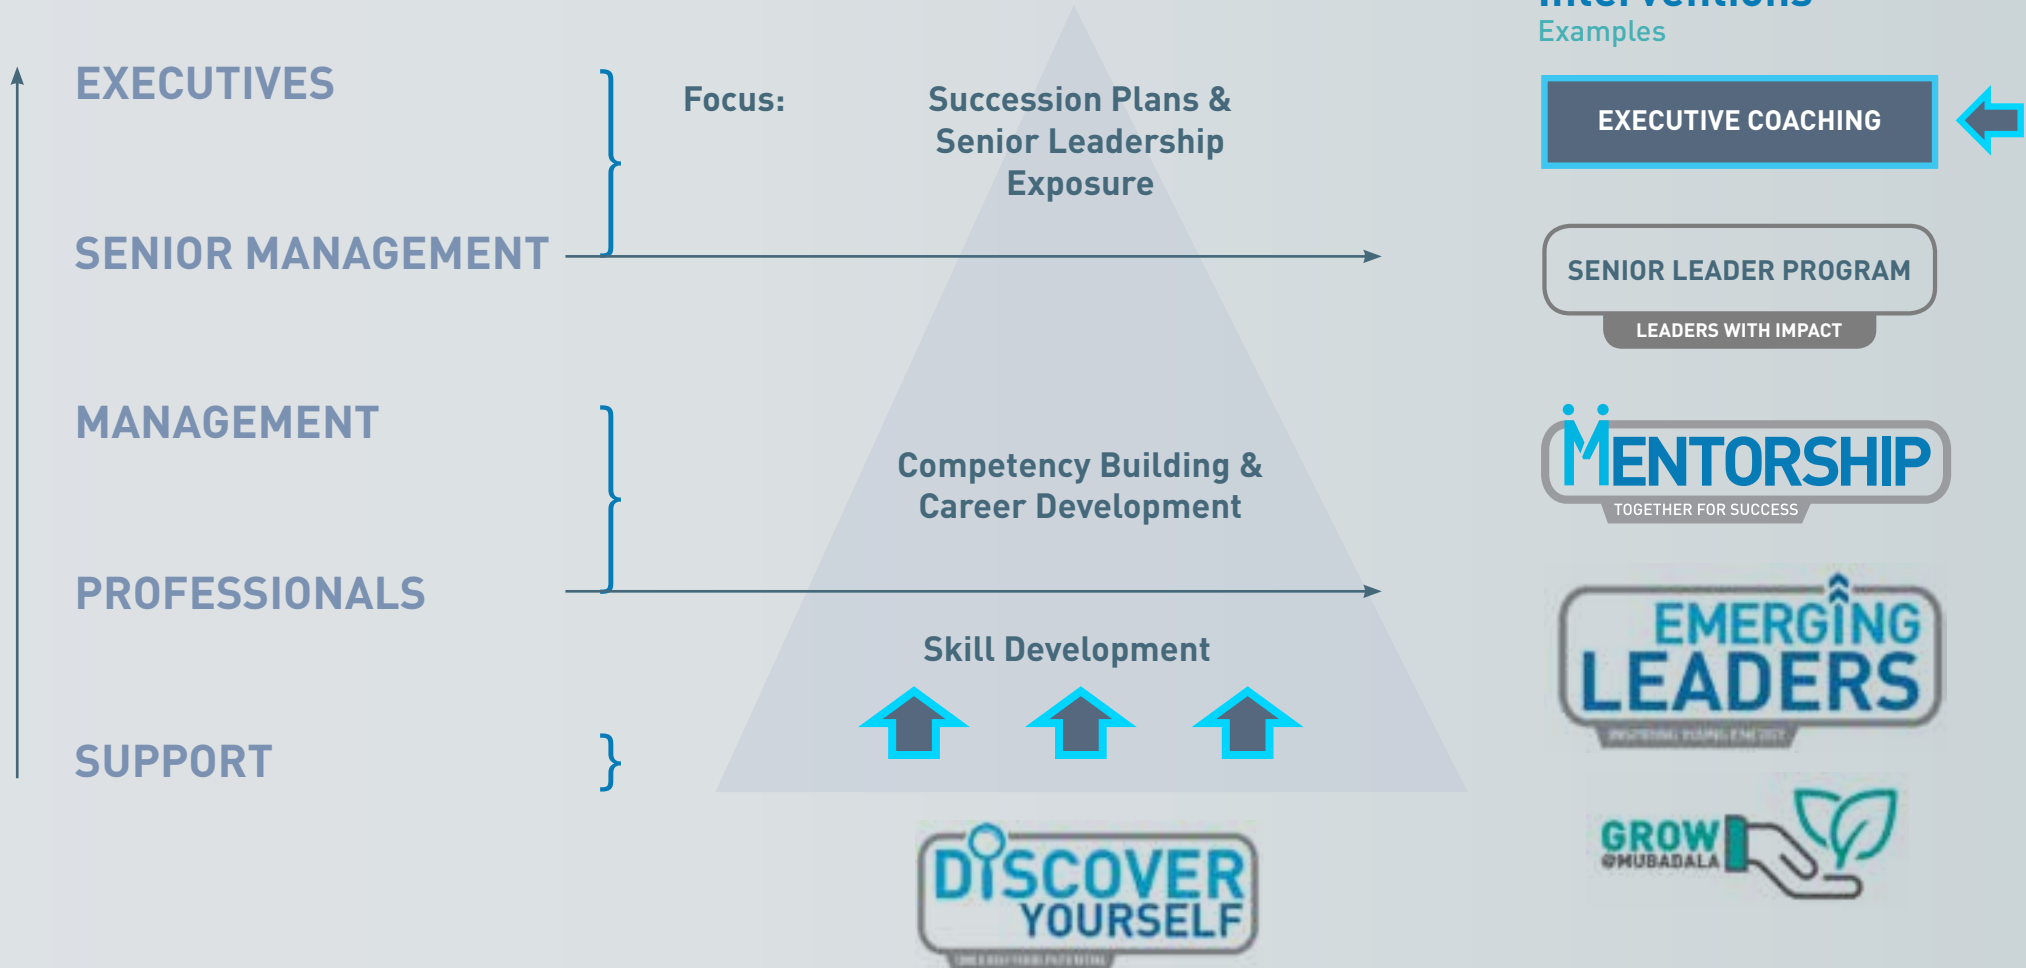 Interventions
Examples
EXECUTIVES
Focus:
Succession Plans &
Senior Leadership
Exposure
EXECUTIVE COACHING
SENIOR MANAGEMENT
SENIOR LEADER PROGRAM
LEADERS WITH IMPACT
MANAGEMENT
Competency Building &
Career Development
MENTORSHIP
TOGETHER FOR SUCCESS
PROFESSIONALS
Skill Development
EMERGING
LEADERS
SUPPORT
GROW
@MUBADALA
DISCOVER
YOURSELF